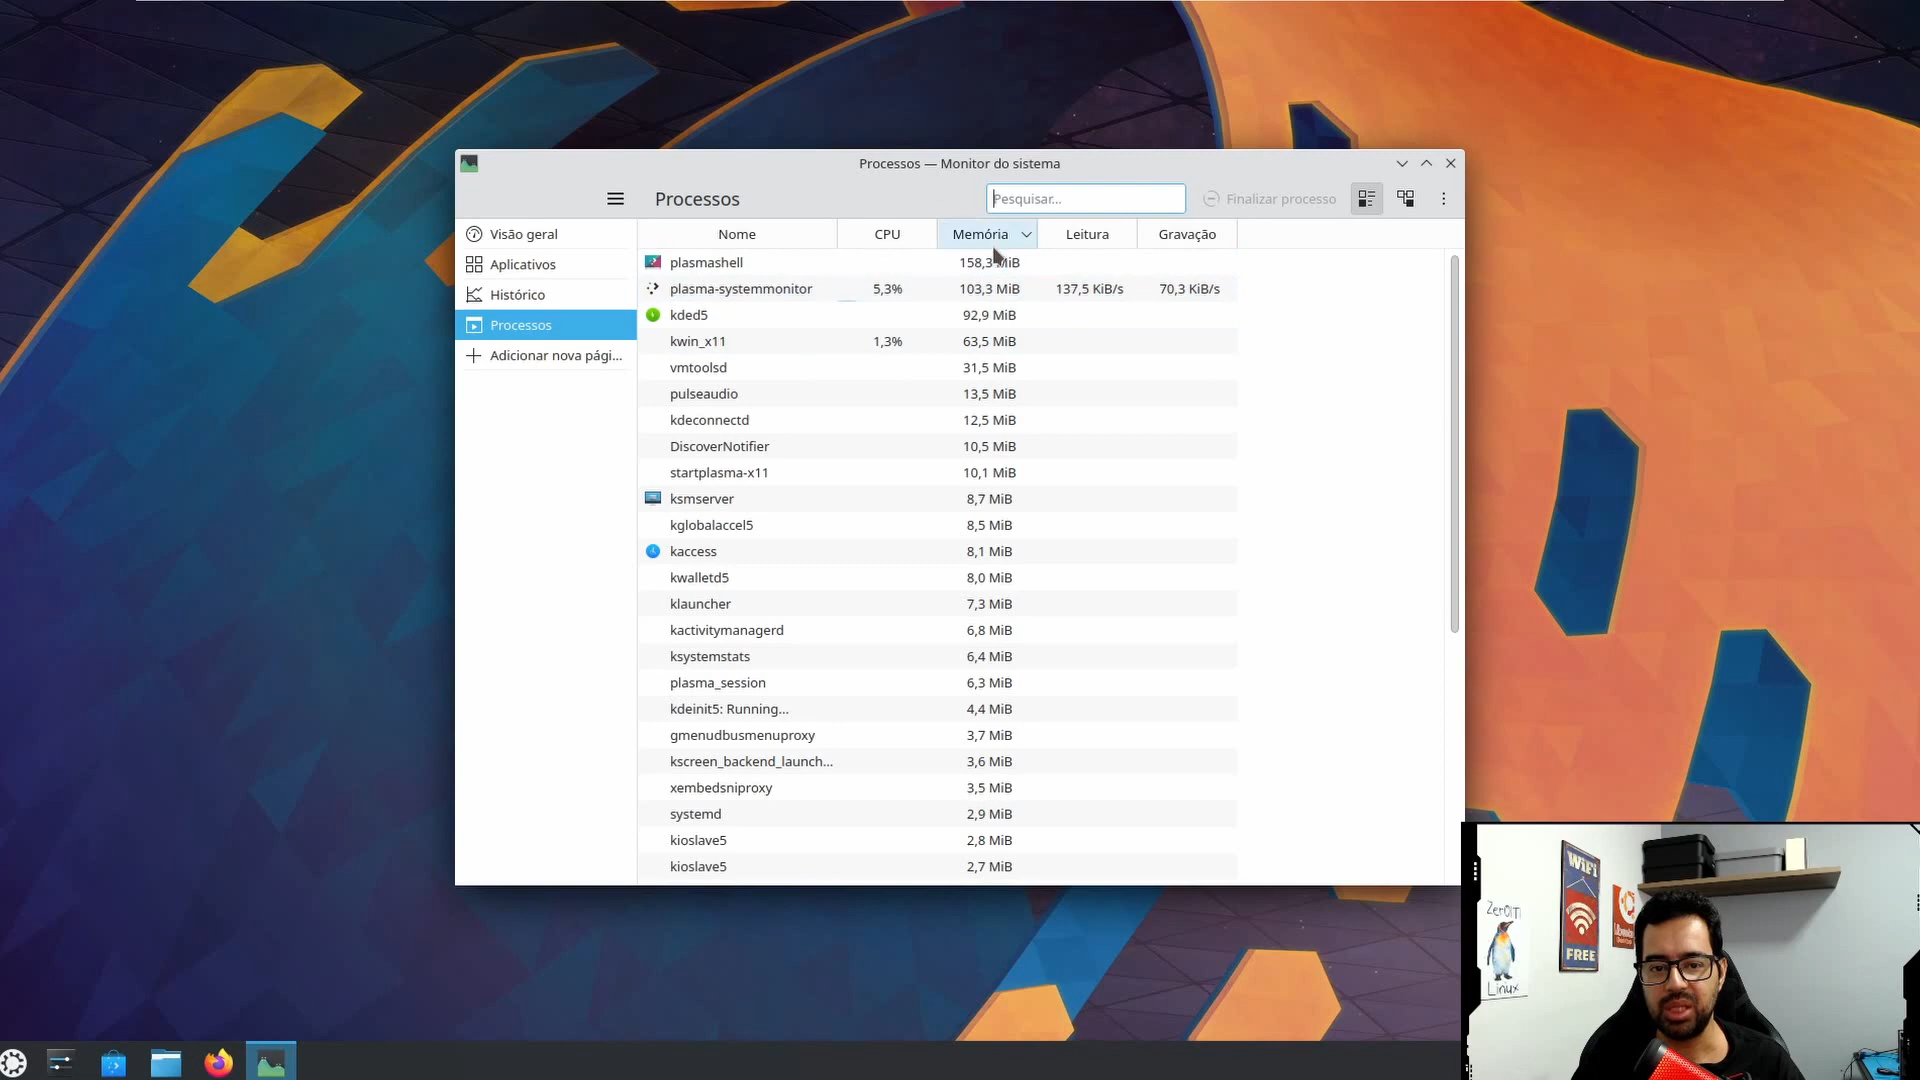 Processos — Monitor do sistema
Processos
Pesquisar...
Finalizar processo
Visão geral
Aplicativos
Histórico
Processos
Adicionar nova pági...
Nome CPU Memória Leitura Gravação
plasmashell 158,3 MiB
plasma-systemmonitor 5,3% 103,3 MiB 137,5 KiB/s 70,3 KiB/s
kded5 92,9 MiB
kwin_x11 1,3% 63,5 MiB
vmtoolsd 31,5 MiB
pulseaudio 13,5 MiB
kdeconnectd 12,5 MiB
DiscoverNotifier 10,5 MiB
startplasma-x11 10,1 MiB
ksmserver 8,7 MiB
kglobalaccel5 8,5 MiB
kaccess 8,1 MiB
kwalletd5 8,0 MiB
klauncher 7,3 MiB
kactivitymanagerd 6,8 MiB
ksystemstats 6,4 MiB
plasma_session 6,3 MiB
kdeinit5: Running... 4,4 MiB
gmenudbusmenuproxy 3,7 MiB
kscreen_backend_launch... 3,6 MiB
xembedsniproxy 3,5 MiB
systemd 2,9 MiB
kioslave5 2,8 MiB
kioslave5 2,7 MiB
WiFi
FREE
Zer0iTi
Linux